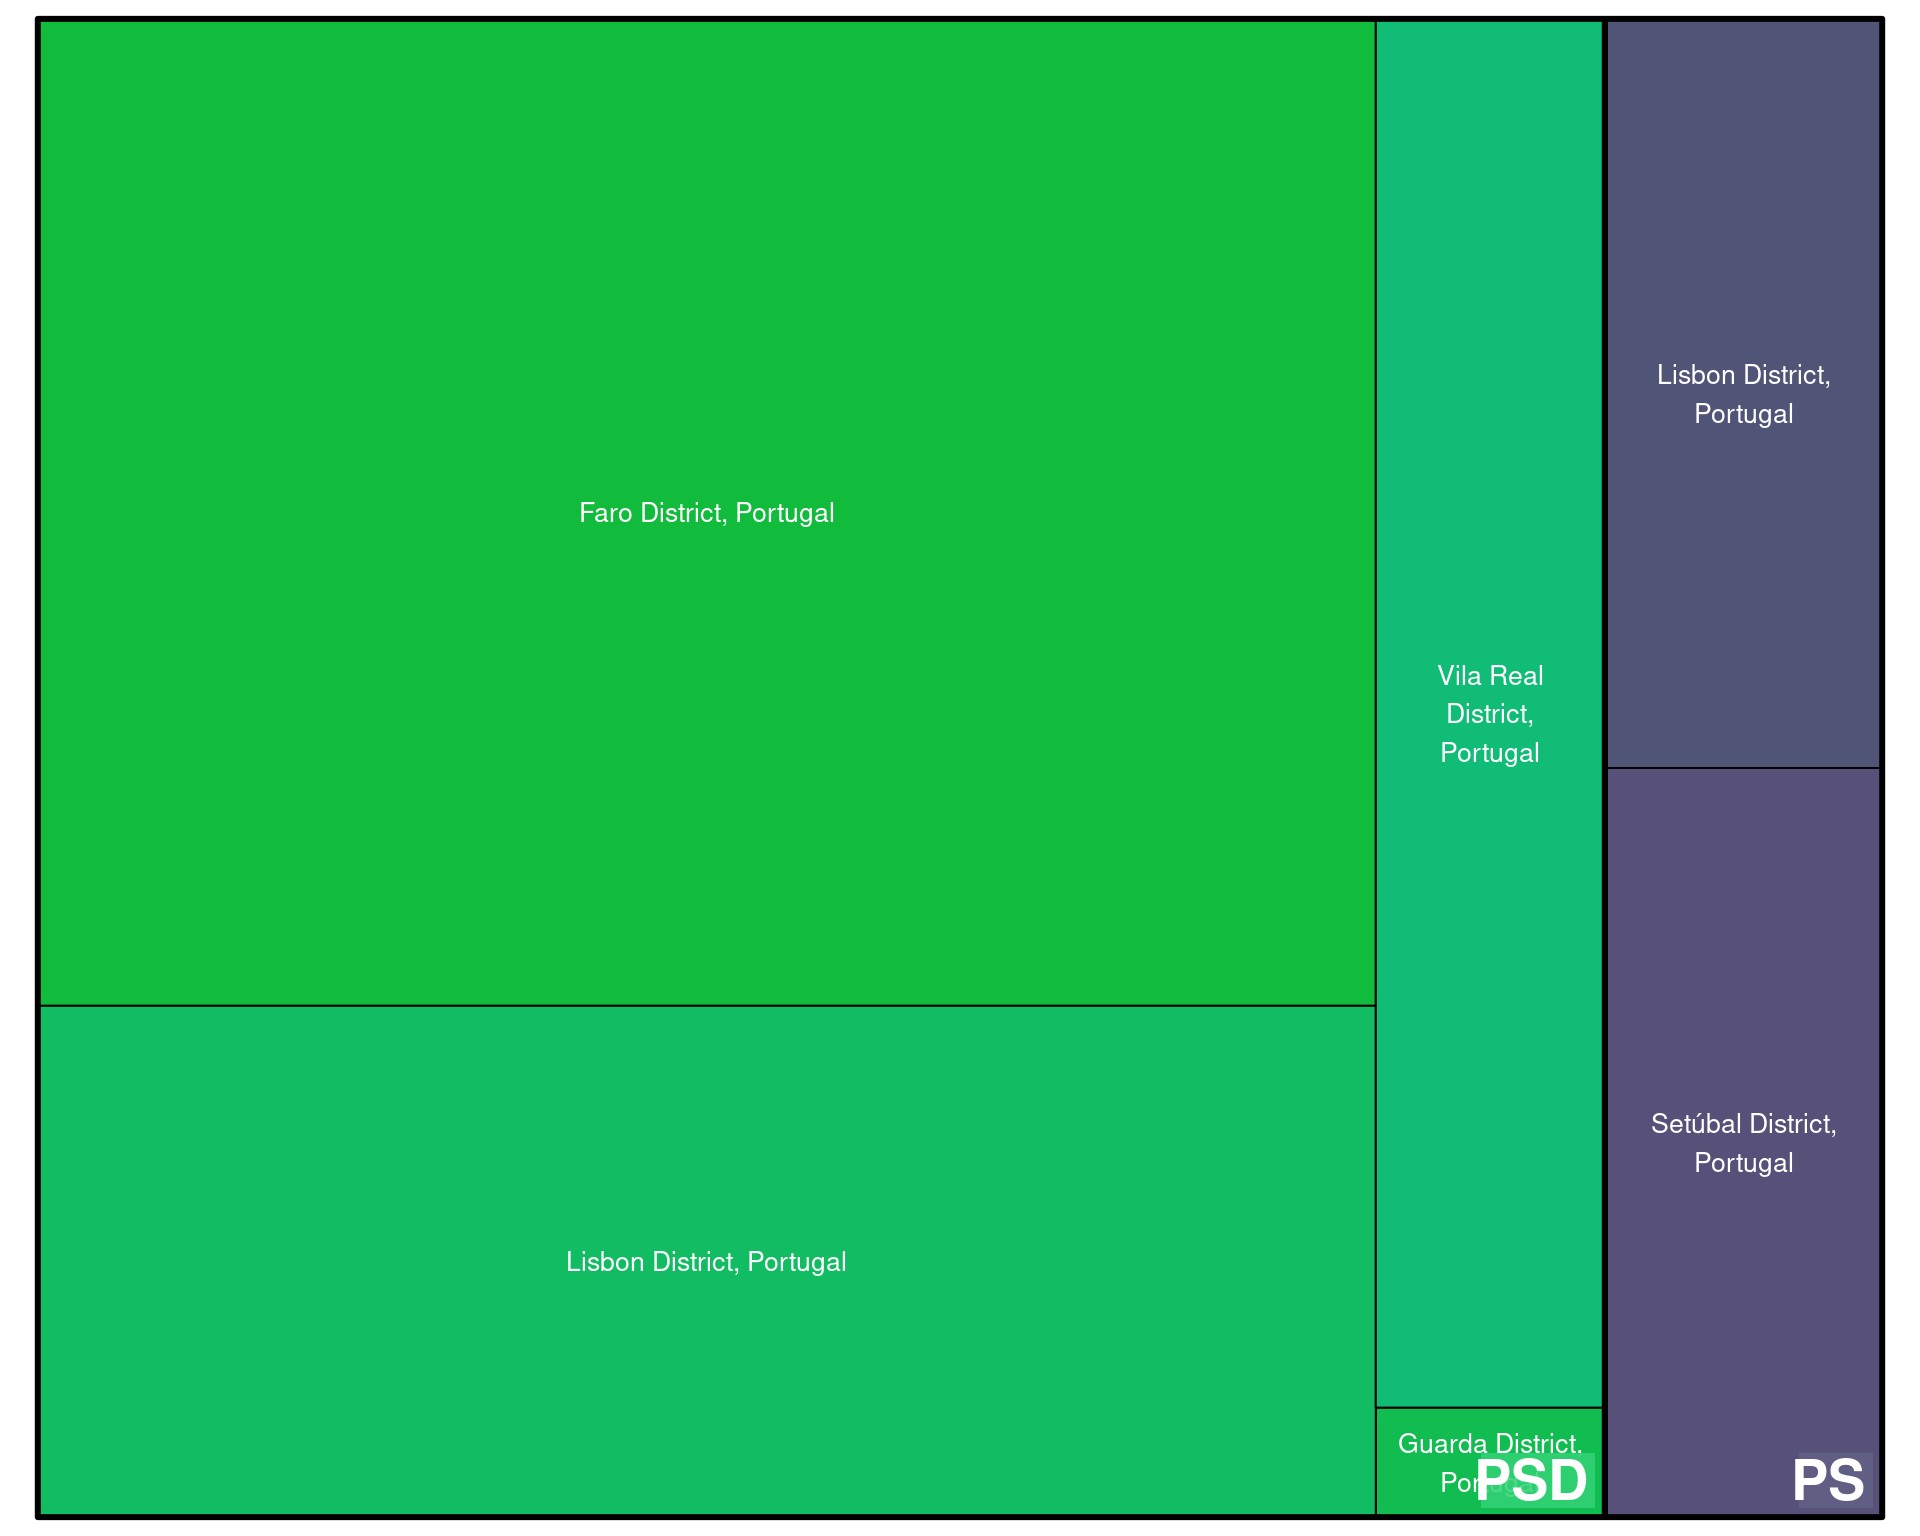 Faro District, Portugal
Lisbon District, Portugal
Vila Real
District,
Portugal
Guarda District,
PSD
Lisbon District,
Portugal
Setúbal District,
Portugal
PS